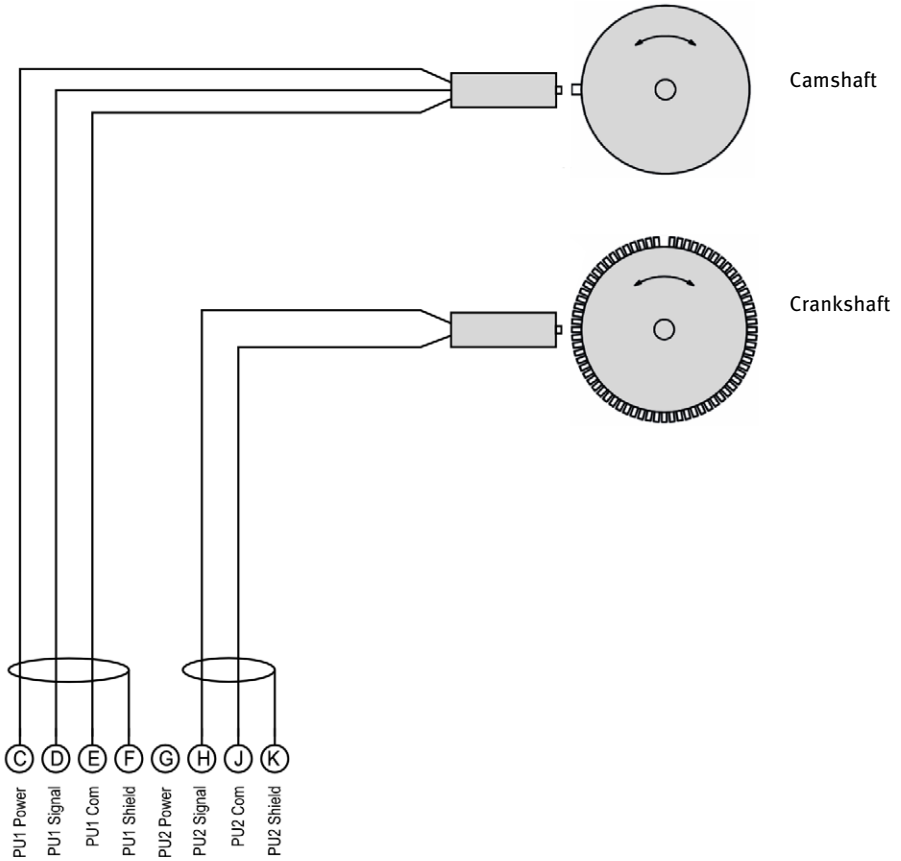 Camshaft
Crankshaft
C D E F G H J K
PU1 Power
PU1 Signal
PU1 Com
PU1 Shield
PU2 Power
PU2 Signal
PU2 Com
PU2 Shield